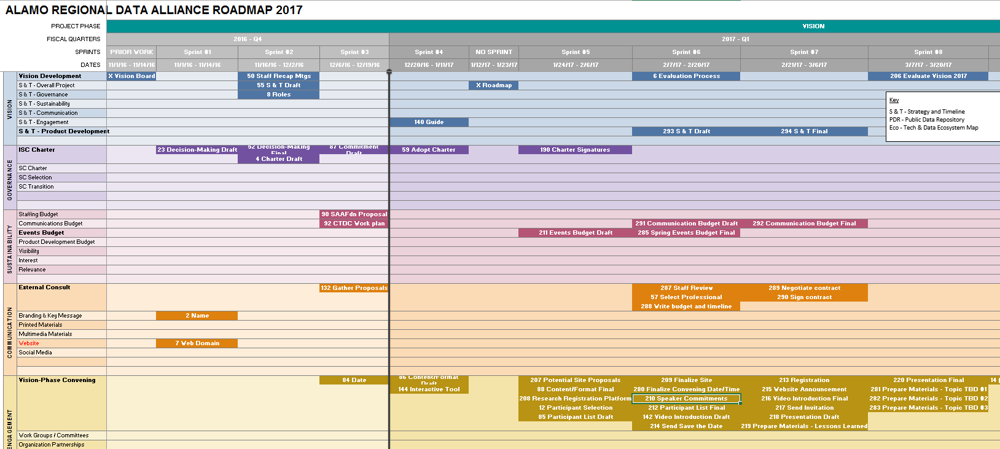 ALAMO REGIONAL DATA ALLIANCE ROADMAP 2017
PROJECT PHASE VISION
FISCAL QUARTERS 2016 - Q4 2017 - Q1
SPRINTS PRIOR WORK Sprint #1 Sprint #2 Sprint #3 Sprint #4 NO SPRINT Sprint #5 Sprint #6 Sprint #7 Sprint #8
DATES 11/1/16 - 11/14/16 11/1/16 - 11/14/16 11/16/16 - 12/2/16 12/6/16 - 12/19/16 12/20/16 - 1/11/17 1/12/17 - 1/23/17 1/24/17 - 2/6/17 2/7/17 - 2/20/17 2/21/17 - 3/6/17 3/7/17 - 3/20/17
VISION
Vision Development X Vision Board 50 Staff Recap Mtgs 6 Evaluation Process 206 Evaluate Vision 2017
S & T - Overall Project 55 S & T Draft X Roadmap
S & T - Governance 8 Roles
S & T - Sustainability
S & T - Communication
S & T - Engagement 140 Guide
S & T - Product Development 293 S & T Draft 294 S & T Final
Key
S & T - Strategy and Timeline
PDR - Public Data Repository
Eco - Tech & Data Ecosystem Map
GOVERNANCE
ISC Charter 23 Decision-Making Draft 52 Decision-Making Final 87 Commitment Draft 59 Adopt Charter 190 Charter Signatures
4 Charter Draft
SC Charter
SC Selection
SC Transition
SUSTAINABILITY
Staffing Budget 90 SAAFdn Proposal
Communications Budget 92 CTDC Work plan 291 Communication Budget Draft 292 Communication Budget Final
Events Budget 211 Events Budget Draft 285 Spring Events Budget Final
Product Development Budget
Visibility
Interest
Relevance
COMMUNICATION
External Consult 132 Gather Proposals 287 Staff Review 289 Negotiate contract
57 Select Professional 290 Sign contract
288 Write budget and timeline
Branding & Key Message 2 Name
Printed Materials
Multimedia Materials
Website 7 Web Domain
Social Media
ENGAGEMENT
Vision-Phase Convening 84 Date 86 Content/Format Draft 207 Potential Site Proposals 209 Finalize Site 213 Registration 220 Presentation Final 14
144 Interactive Tool 88 Content/Format Final 280 Finalize Convening Date/Time 215 Website Announcement 281 Prepare Materials - Topic TBD #1
208 Research Registration Platform 210 Speaker Commitments 216 Video Introduction Final 282 Prepare Materials - Topic TBD #2
12 Participant Selection 212 Participant List Final 217 Send Invitation 283 Prepare Materials - Topic TBD #3
85 Participant List Draft 142 Video Introduction Draft 218 Presentation Draft
214 Send Save the Date 219 Prepare Materials - Lessons Learned
Work Groups / Committees
Organization Partnerships